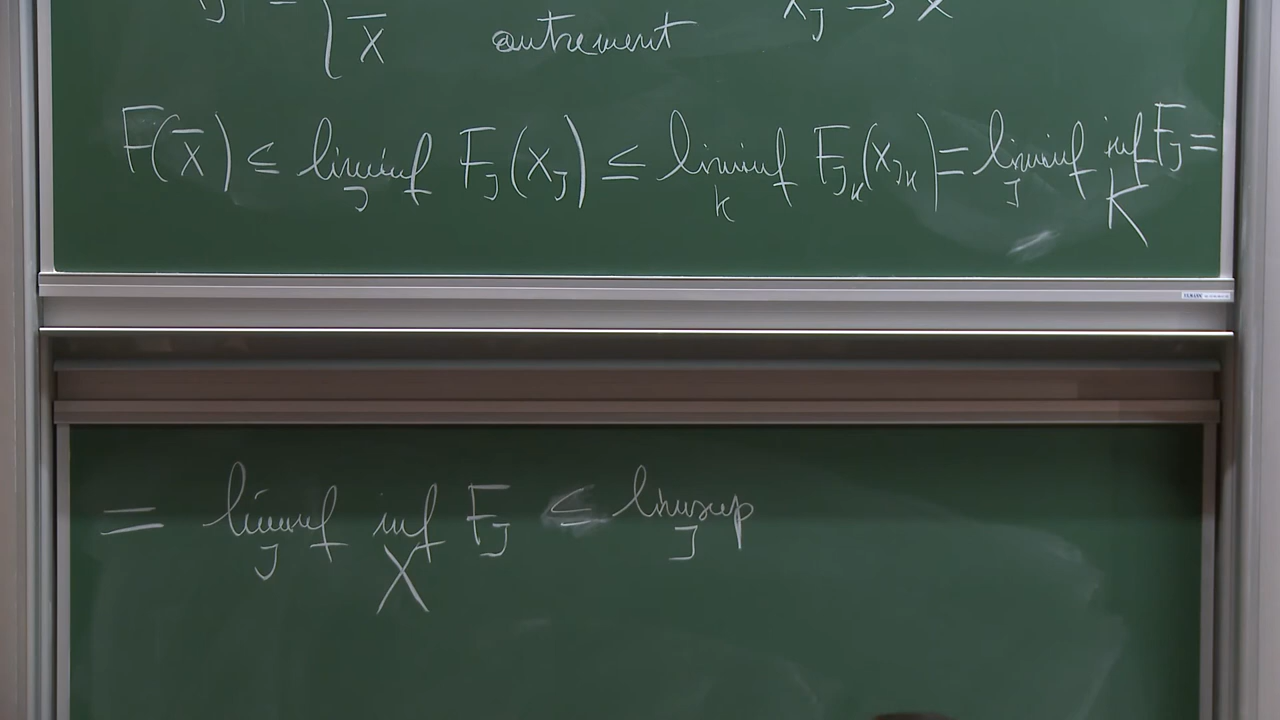 x̄ autrement x_j → x̄
F(x̄) ≤ liminf_j F_j(x_j) ≤ liminf_k F_{j_k}(x_{j_k}) = liminf_j inf_K F_j =
= liminf_j inf_X F_j ≤ limsup_j